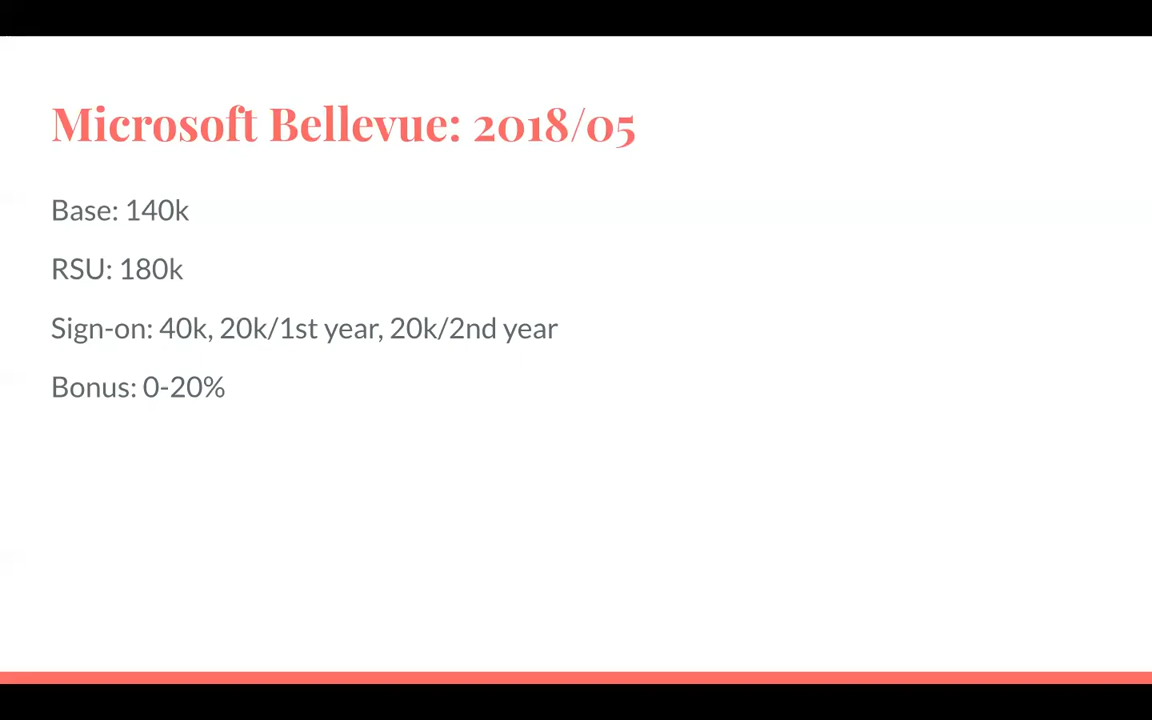 Microsoft Bellevue: 2018/05
Base: 140k
RSU: 180k
Sign-on: 40k, 20k/1st year, 20k/2nd year
Bonus: 0-20%